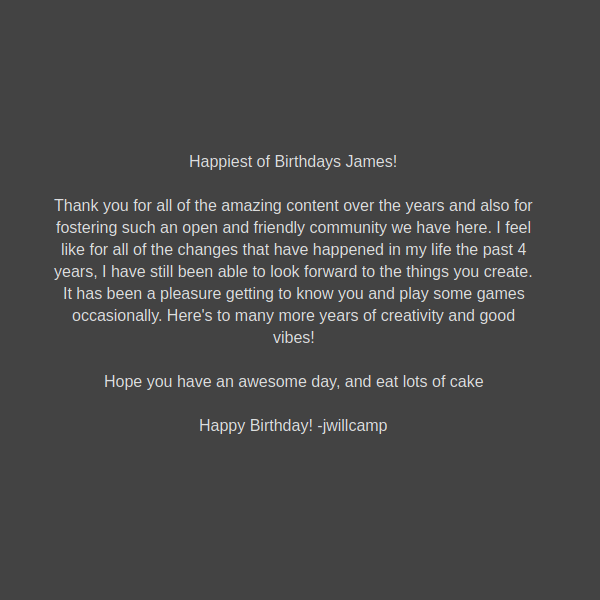 Happiest of Birthdays James!
Thank you for all of the amazing content over the years and also for
fostering such an open and friendly community we have here. I feel
like for all of the changes that have happened in my life the past 4
years, I have still been able to look forward to the things you create.
It has been a pleasure getting to know you and play some games
occasionally. Here's to many more years of creativity and good
vibes!
Hope you have an awesome day, and eat lots of cake
Happy Birthday! -jwillcamp